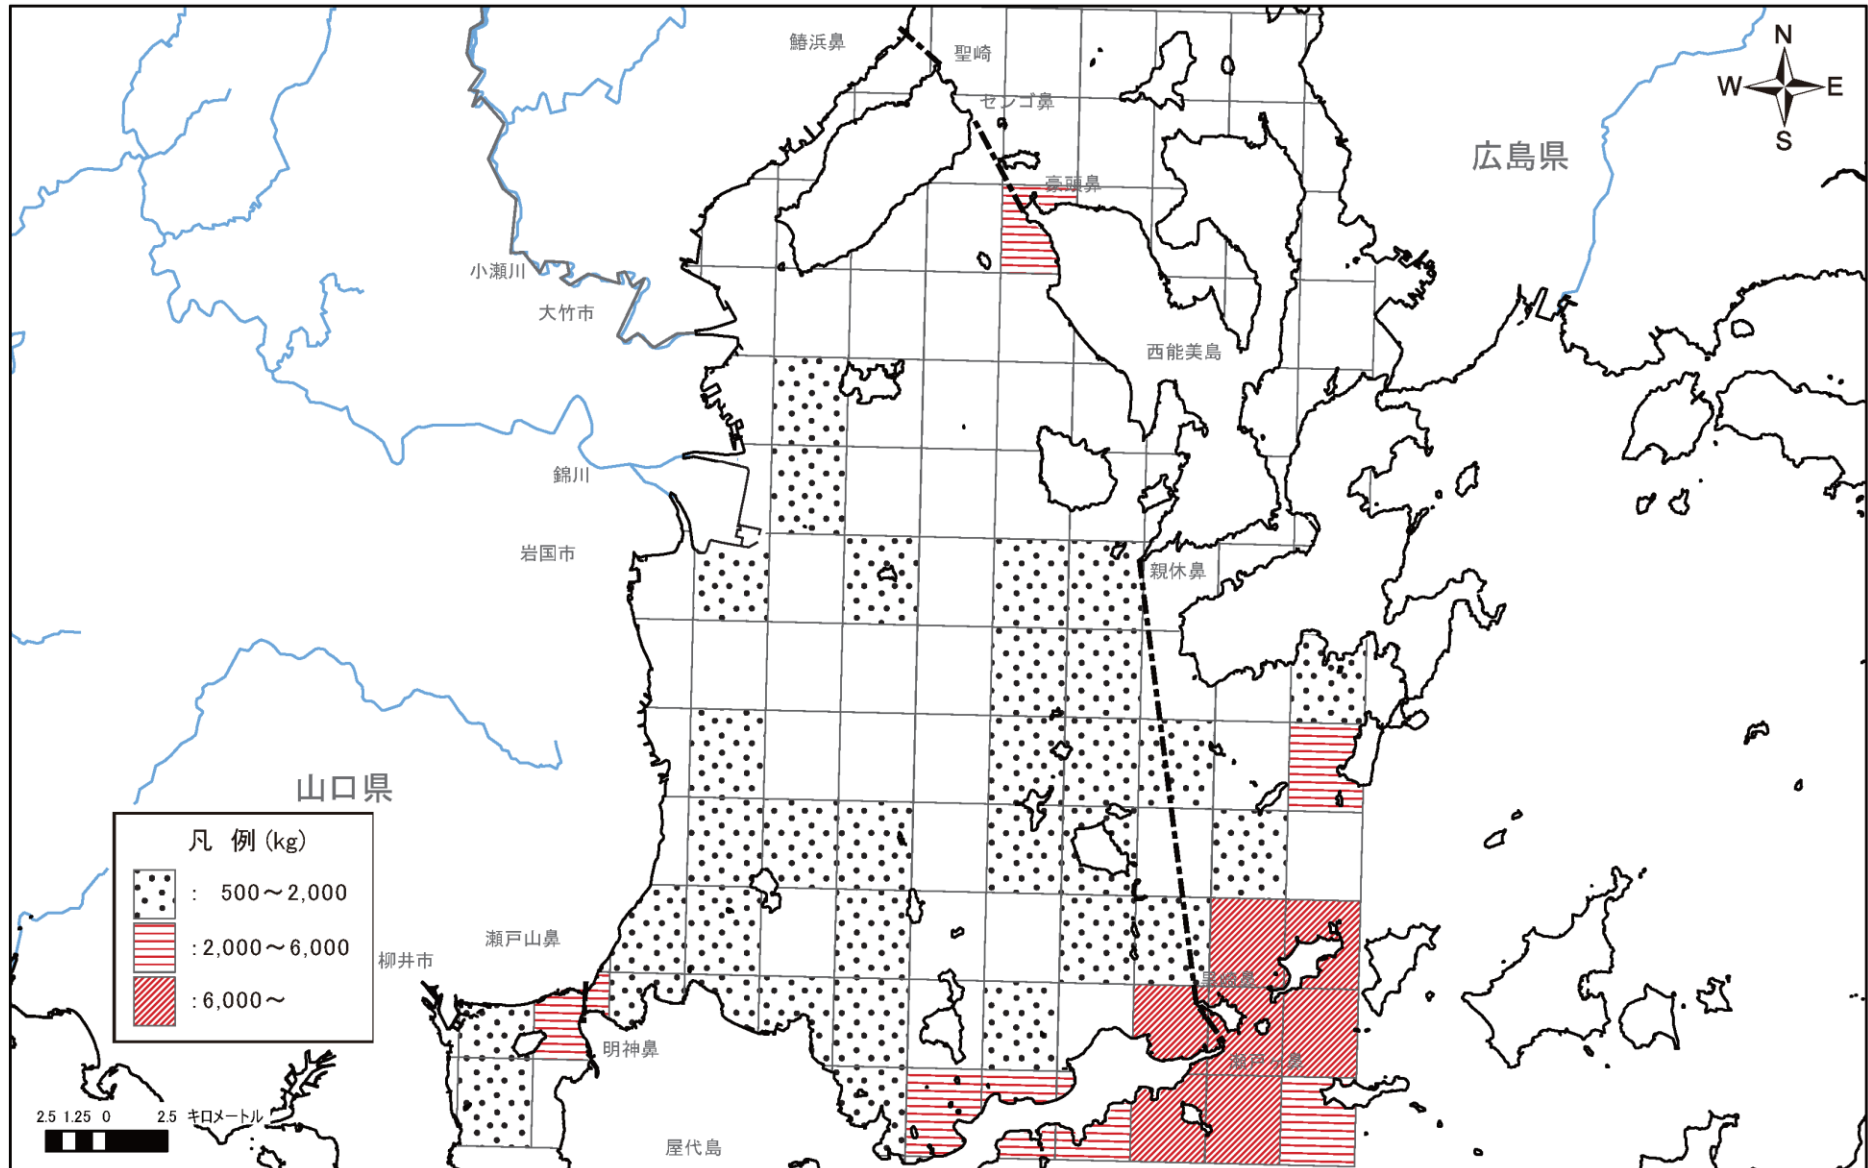 鰆浜鼻
聖崎
センゴ鼻
豪頭鼻
N
W
E
S
広島県
小瀬川
大竹市
西能美島
錦川
岩国市
親休鼻
山口県
凡 例 (kg)
: 500～2,000
:2,000～6,000
:6,000～
瀬戸山鼻
柳井市
明神鼻
屋代島
2.5 1.25 0 2.5 キロメートル